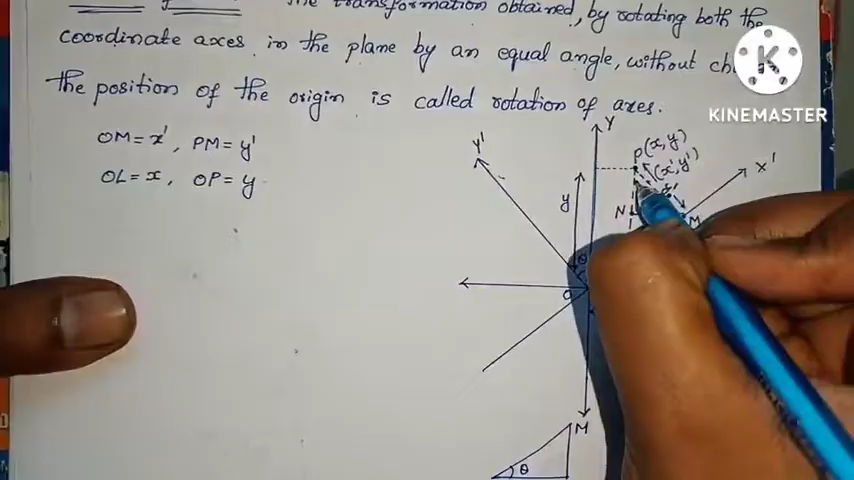 The transformation obtained, by rotating both the
coordinate axes in the plane by an equal angle, without
the position of the origin is called rotation of axes.
OM = x', PM = y'
OL = x, OP = y
K
KINEMASTER
Y
Y'
P(x,y)
(x',y')
X'
y
N
M
θ
O
M
θ